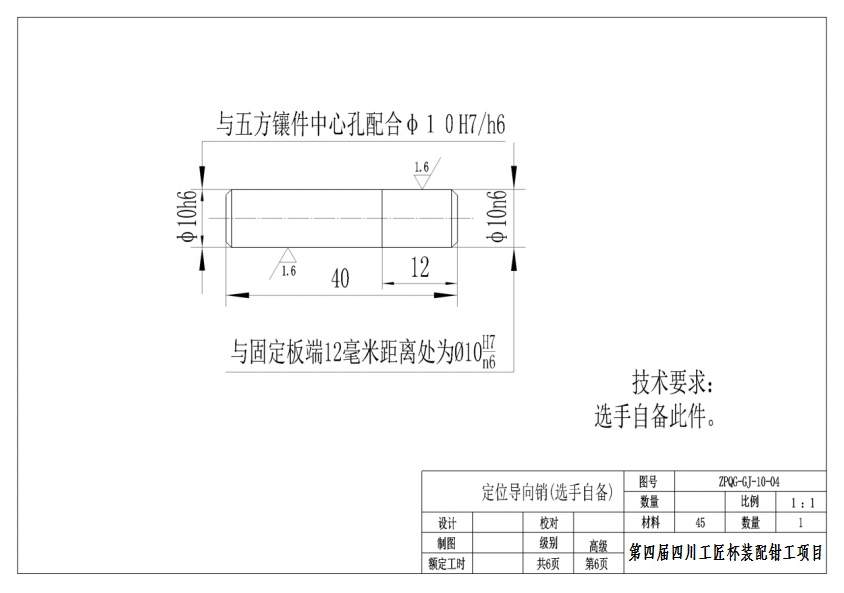 与五方镶件中心孔配合ф10H7/h6
1.6
ф10h6
ф10n6
1.6
12
40
与固定板端12毫米距离处为Ø10H7/n6
技术要求：
选手自备此件。
定位导向销(选手自备) 图号 ZPQG-GJ-10-04
数量 比例 1:1
设计 校对 材料 45 数量 1
制图 级别 高级 第四届四川工匠杯装配钳工项目
额定工时 共6页 第6页